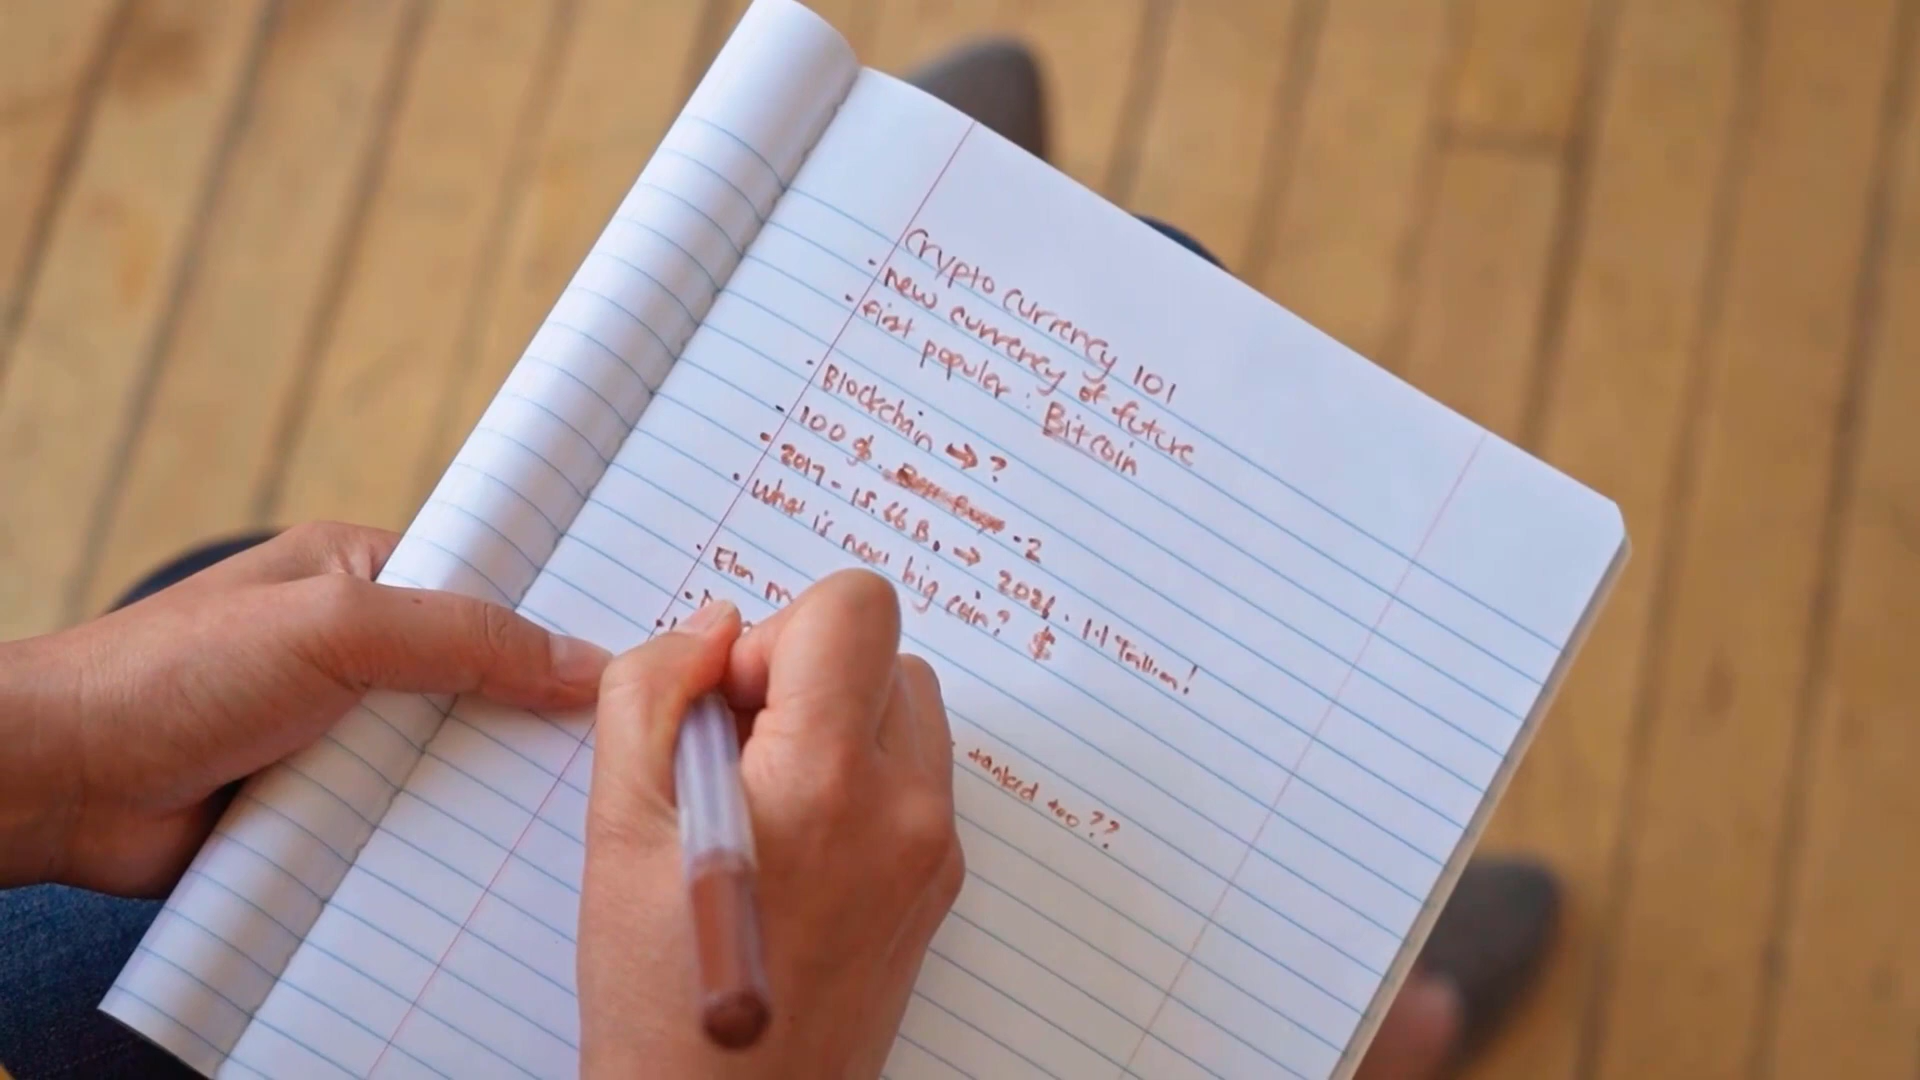 Crypto Currency 101
· new currency of future
· first popular : Bitcoin
· Blockchain → ?
· 100 $. · 2
· 2017 - 15.66 B. → 2021 · 1.1 Trillion!
· What is next big coin? $
· Elon
tanked too ??